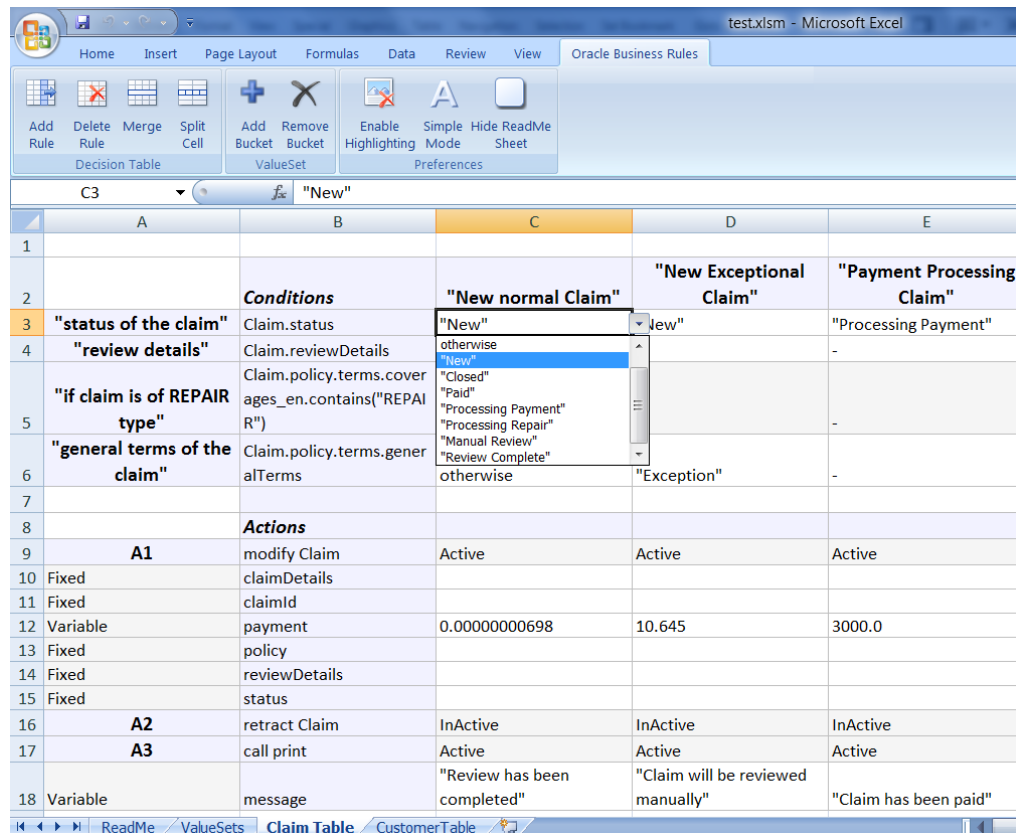 test.xlsm - Microsoft Excel
Home Insert Page Layout Formulas Data Review View Oracle Business Rules
Add Delete Merge Split Add Remove Enable Simple Hide ReadMe
Rule Rule Cell Bucket Bucket Highlighting Mode Sheet
Decision Table ValueSet Preferences
C3 fx "New"
A B C D E
1
"New Exceptional "Payment Processing
2 Conditions "New normal Claim" Claim" Claim"
3 "status of the claim" Claim.status "New" New" "Processing Payment"
4 "review details" Claim.reviewDetails -
otherwise
"New"
"Closed"
"Paid"
"Processing Payment"
"Processing Repair"
"Manual Review"
"Review Complete"
Claim.policy.terms.cover
"if claim is of REPAIR ages_en.contains("REPAI
5 type" R") -
"general terms of the Claim.policy.terms.gener
6 claim" alTerms otherwise "Exception" -
7
8 Actions
9 A1 modify Claim Active Active Active
10 Fixed claimDetails
11 Fixed claimId
12 Variable payment 0.00000000698 10.645 3000.0
13 Fixed policy
14 Fixed reviewDetails
15 Fixed status
16 A2 retract Claim InActive InActive InActive
17 A3 call print Active Active Active
"Review has been "Claim will be reviewed
18 Variable message completed" manually" "Claim has been paid"
ReadMe ValueSets Claim Table CustomerTable